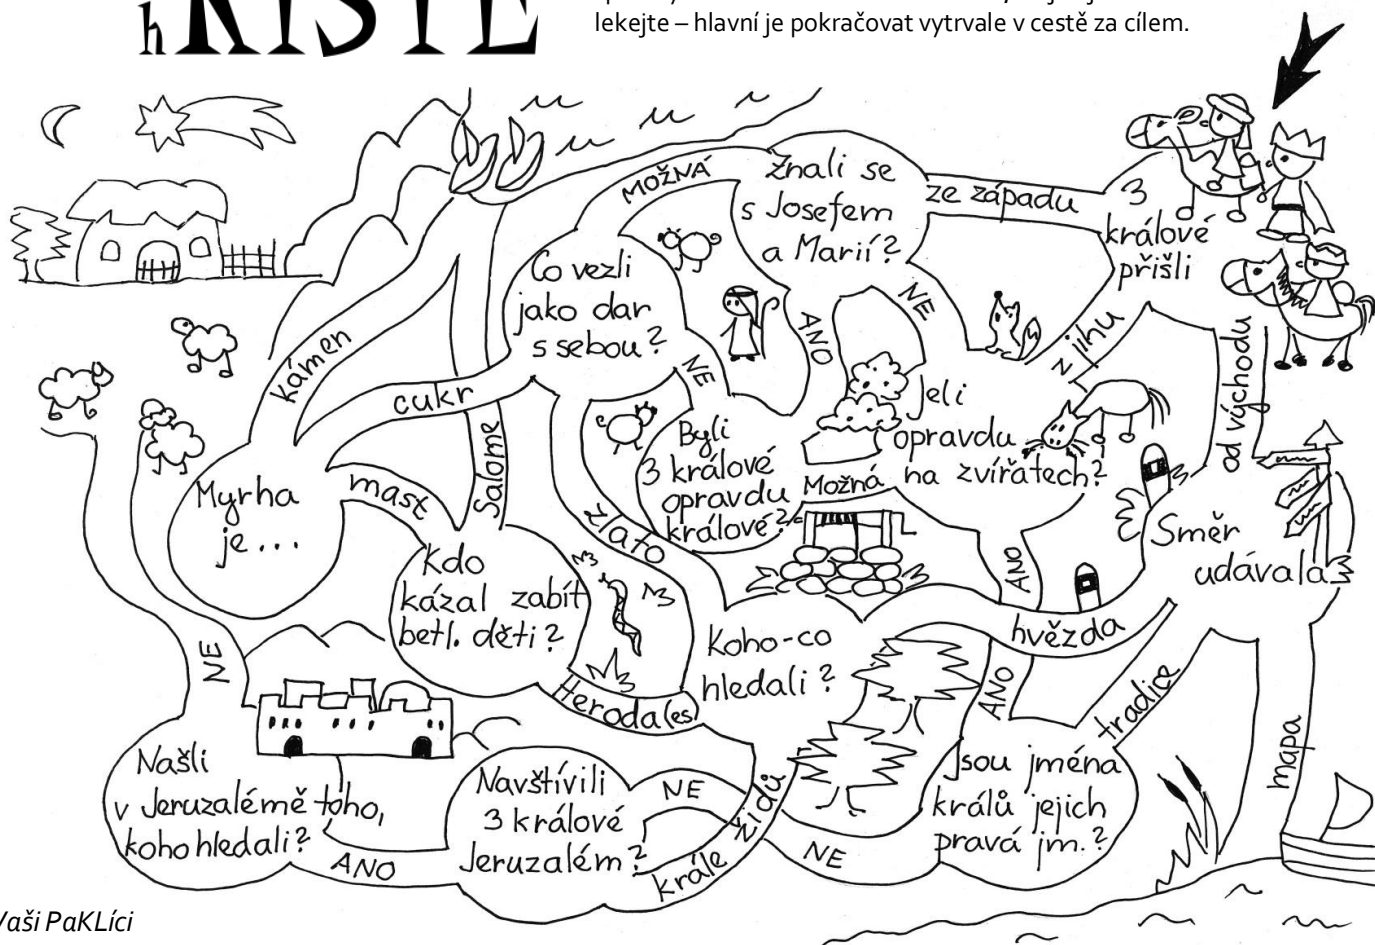 hŘIŠTĚ
lekejte – hlavní je pokračovat vytrvale v cestě za cílem.
MOŽNÁ
Znali se
s Josefem
a Marií?
ze západu
3
králové
přišli
Co vezli
jako dar
s sebou?
NE
ANO
z jihu
od východu
kámen
cukr
NE
Jeli
opravdu
na zvířatech?
Byli
3 králové
opravdu
králové?
Možná
Salome
Myrha
je...
mast
zlato
ANO
Směr
udávala
Kdo
kázal zabít
betl. děti?
hvězda
Koho-co
hledali?
NE
Heroda(es)
ANO
tradice
mapa
Našli
v Jeruzalémě toho,
koho hledali?
Navštívili
3 králové
Jeruzalém?
NE
krále židů
Jsou jména
králů jejich
pravá jm.?
NE
ANO
Vaši PaKLíci